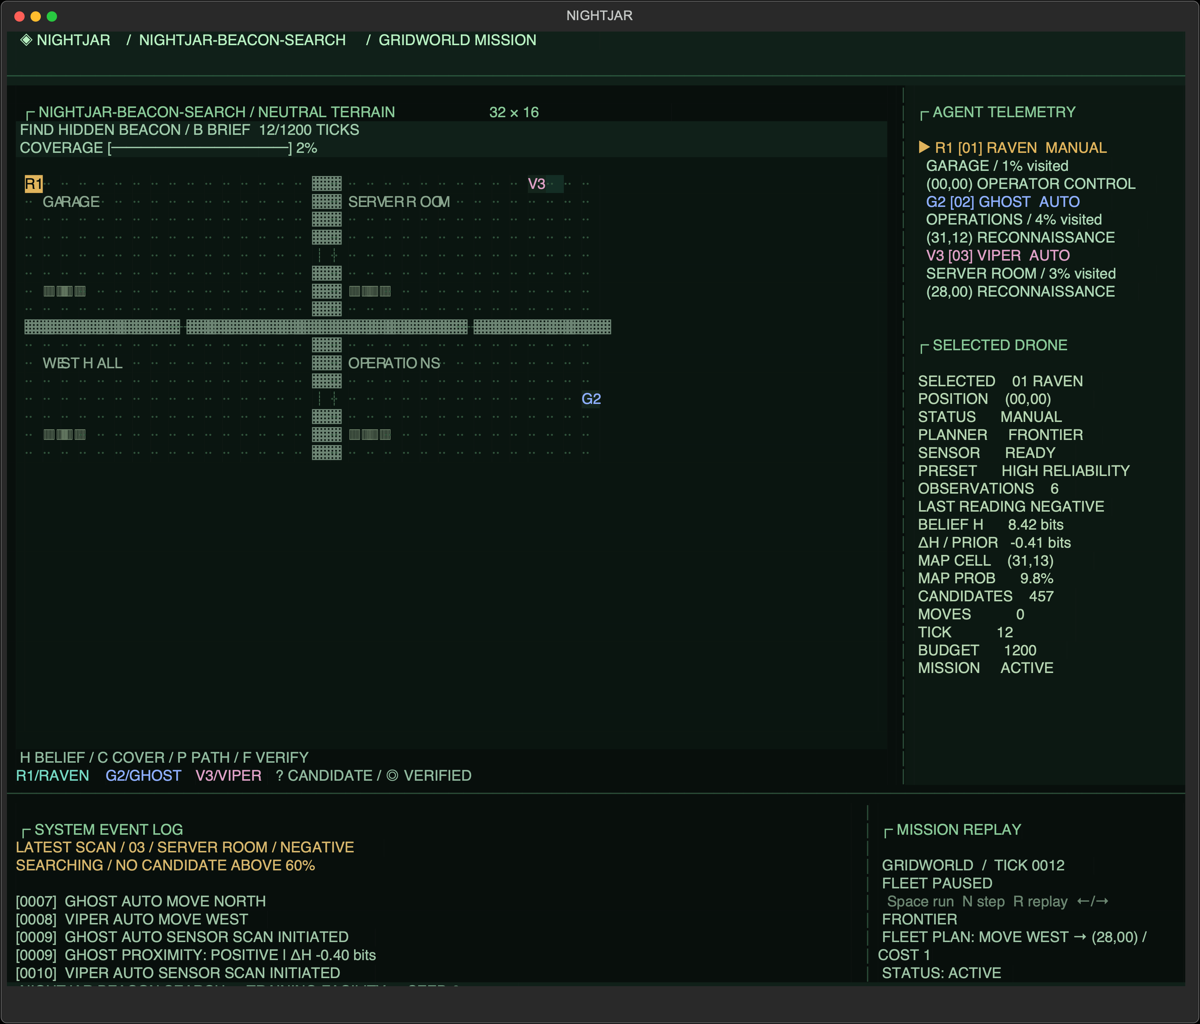 NIGHTJAR
◈ NIGHTJAR / NIGHTJAR-BEACON-SEARCH / GRIDWORLD MISSION
NIGHTJAR-BEACON-SEARCH / NEUTRAL TERRAIN 32 × 16
FIND HIDDEN BEACON / B BRIEF 12/1200 TICKS
COVERAGE [——————————] 2%
R1 V3
GARAGE SERVER ROOM
WEST HALL OPERATIONS
G2
H BELIEF / C COVER / P PATH / F VERIFY
R1/RAVEN G2/GHOST V3/VIPER ? CANDIDATE / ◎ VERIFIED
AGENT TELEMETRY
▶ R1 [01] RAVEN MANUAL
GARAGE / 1% visited
(00,00) OPERATOR CONTROL
G2 [02] GHOST AUTO
OPERATIONS / 4% visited
(31,12) RECONNAISSANCE
V3 [03] VIPER AUTO
SERVER ROOM / 3% visited
(28,00) RECONNAISSANCE
SELECTED DRONE
SELECTED 01 RAVEN
POSITION (00,00)
STATUS MANUAL
PLANNER FRONTIER
SENSOR READY
PRESET HIGH RELIABILITY
OBSERVATIONS 6
LAST READING NEGATIVE
BELIEF H 8.42 bits
ΔH / PRIOR -0.41 bits
MAP CELL (31,13)
MAP PROB 9.8%
CANDIDATES 457
MOVES 0
TICK 12
BUDGET 1200
MISSION ACTIVE
SYSTEM EVENT LOG
LATEST SCAN / 03 / SERVER ROOM / NEGATIVE
SEARCHING / NO CANDIDATE ABOVE 60%
[0007] GHOST AUTO MOVE NORTH
[0008] VIPER AUTO MOVE WEST
[0009] GHOST AUTO SENSOR SCAN INITIATED
[0009] GHOST PROXIMITY: POSITIVE | ΔH -0.40 bits
[0010] VIPER AUTO SENSOR SCAN INITIATED
MISSION REPLAY
GRIDWORLD / TICK 0012
FLEET PAUSED
Space run N step R replay ←/→
FRONTIER
FLEET PLAN: MOVE WEST → (28,00) /
COST 1
STATUS: ACTIVE